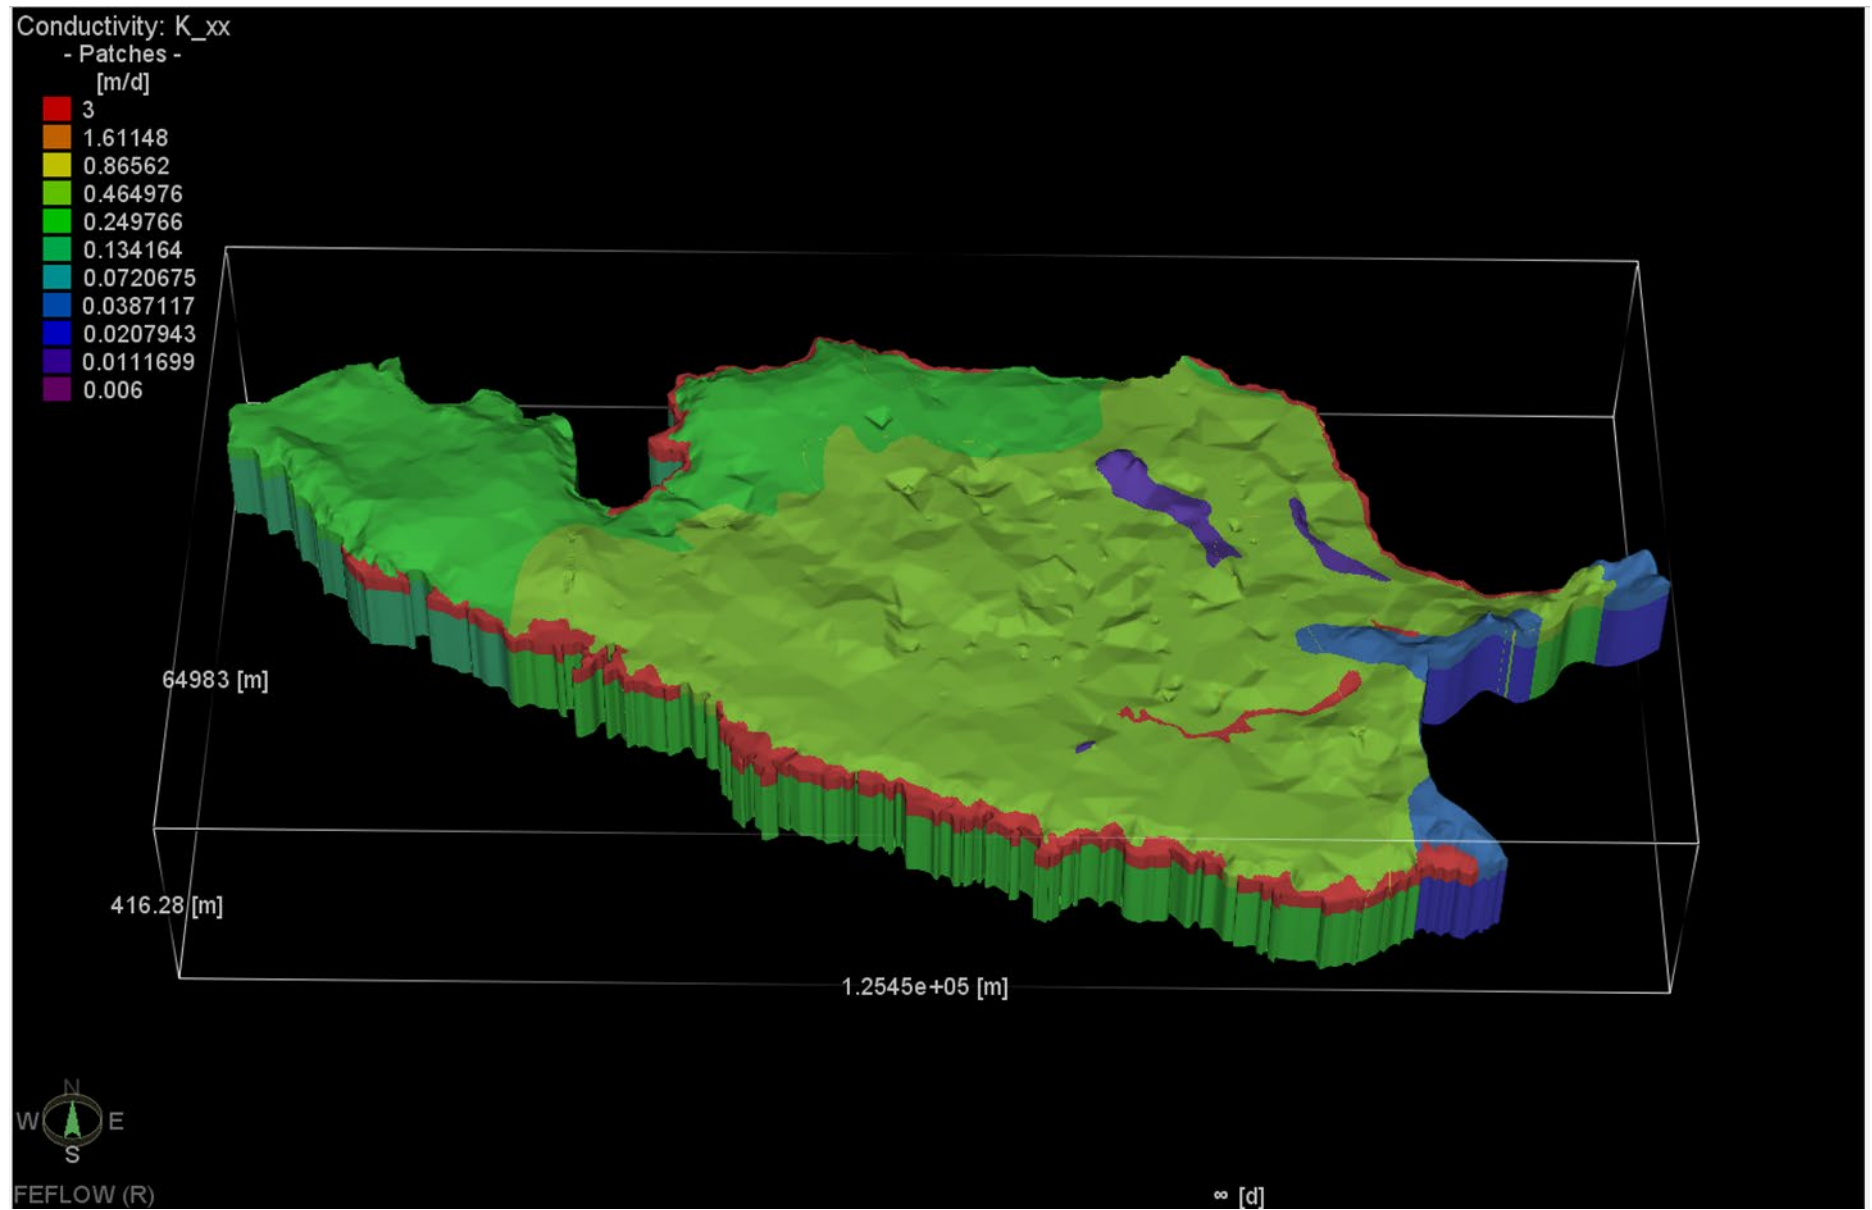 Conductivity: K_xx
- Patches -
[m/d]
3
1.61148
0.86562
0.464976
0.249766
0.134164
0.0720675
0.0387117
0.0207943
0.0111699
0.006
64983 [m]
416.28 [m]
1.2545e+05 [m]
N
W E
S
FEFLOW (R)
∞ [d]